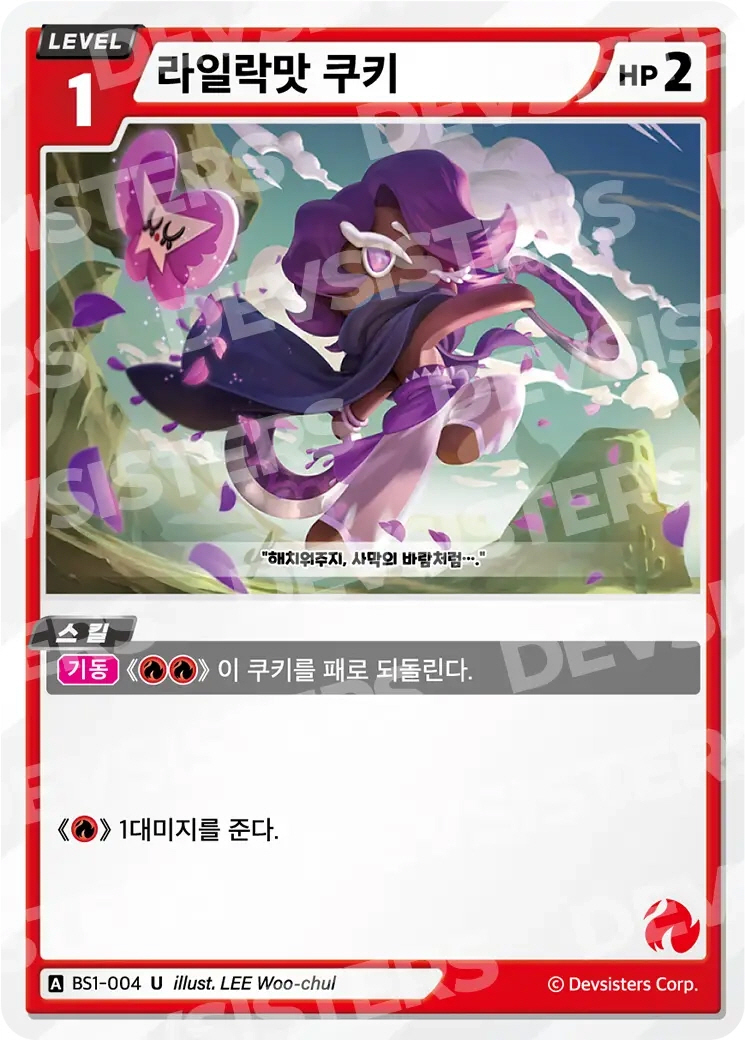 LEVEL
1
라일락맛 쿠키
HP 2
"해치워주지, 사막의 바람처럼…."
스킬
기동 《》 이 쿠키를 패로 되돌린다.
《》 1대미지를 준다.
A BS1-004 U illust. LEE Woo-chul
© Devsisters Corp.
DEVSISTERS